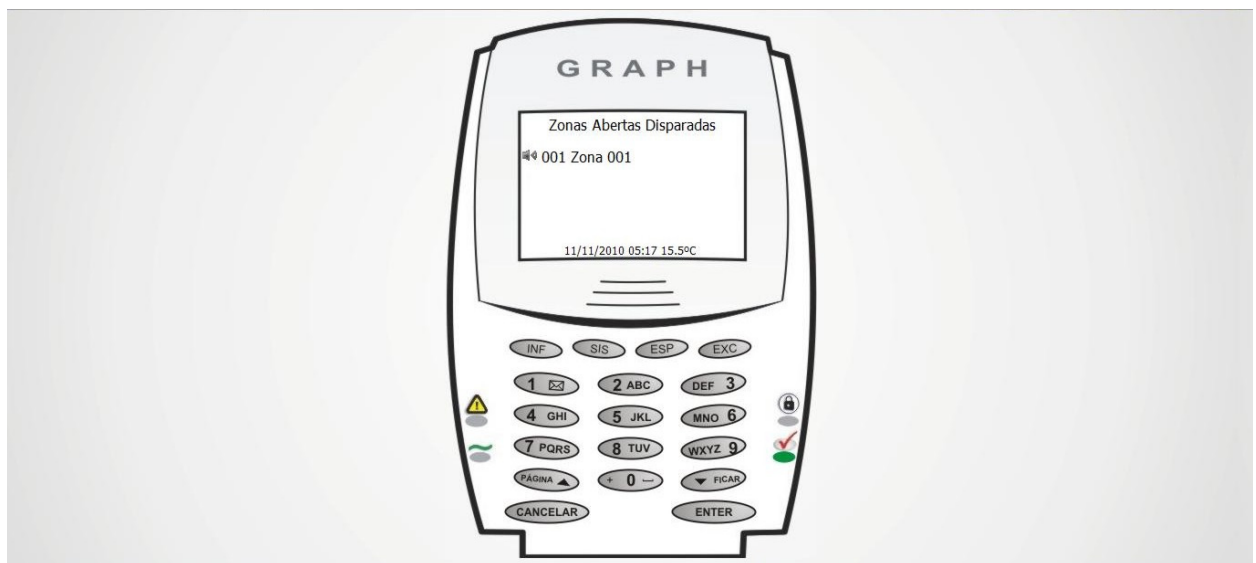 GRAPH
Zonas Abertas Disparadas
001 Zona 001
11/11/2010 05:17 15.5ºC
INF SIS ESP EXC
1 2 ABC DEF 3
4 GHI 5 JKL MNO 6
7 PQRS 8 TUV WXYZ 9
PÁGINA + 0 FICAR
CANCELAR ENTER